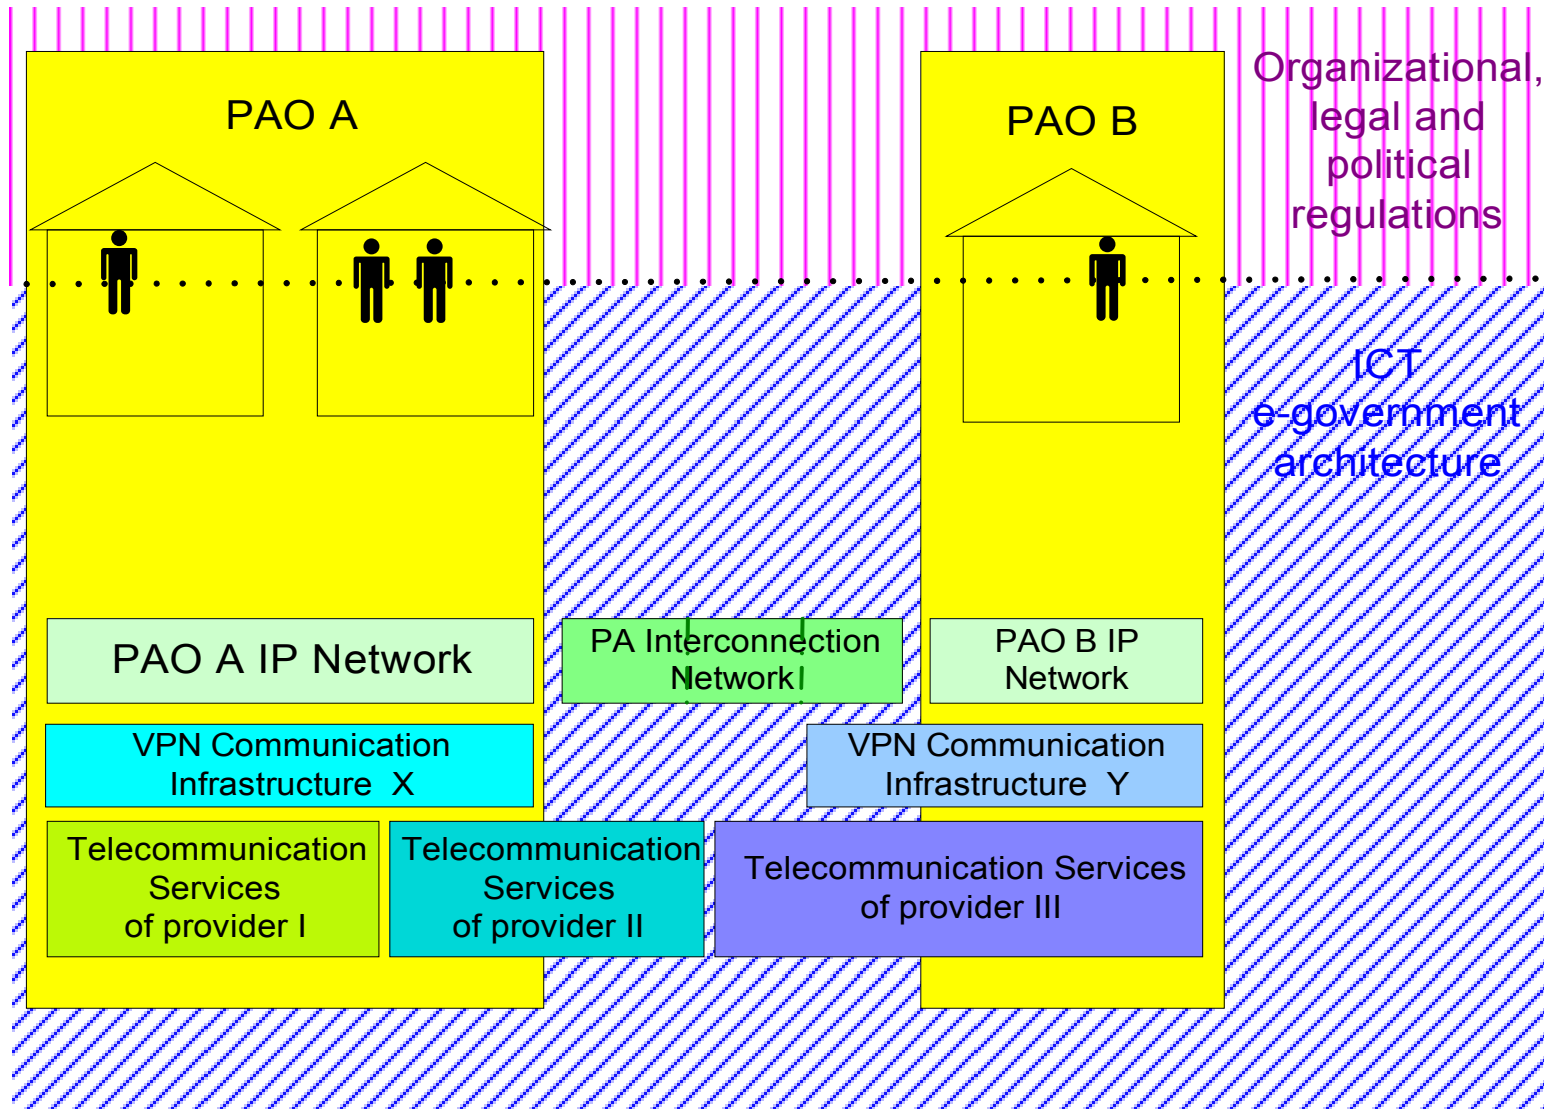 PAO A
PAO B
Organizational,
legal and
political
regulations
ICT
e-government
architecture
PAO A IP Network
PA Interconnection
Network
PAO B IP
Network
VPN Communication
Infrastructure X
VPN Communication
Infrastructure Y
Telecommunication
Services
of provider I
Telecommunication
Services
of provider II
Telecommunication Services
of provider III